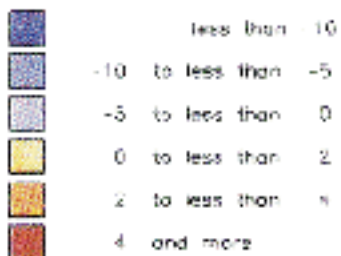 less than -10
-10 to less than -5
-5 to less than 0
0 to less than 2
2 to less than
4 and more